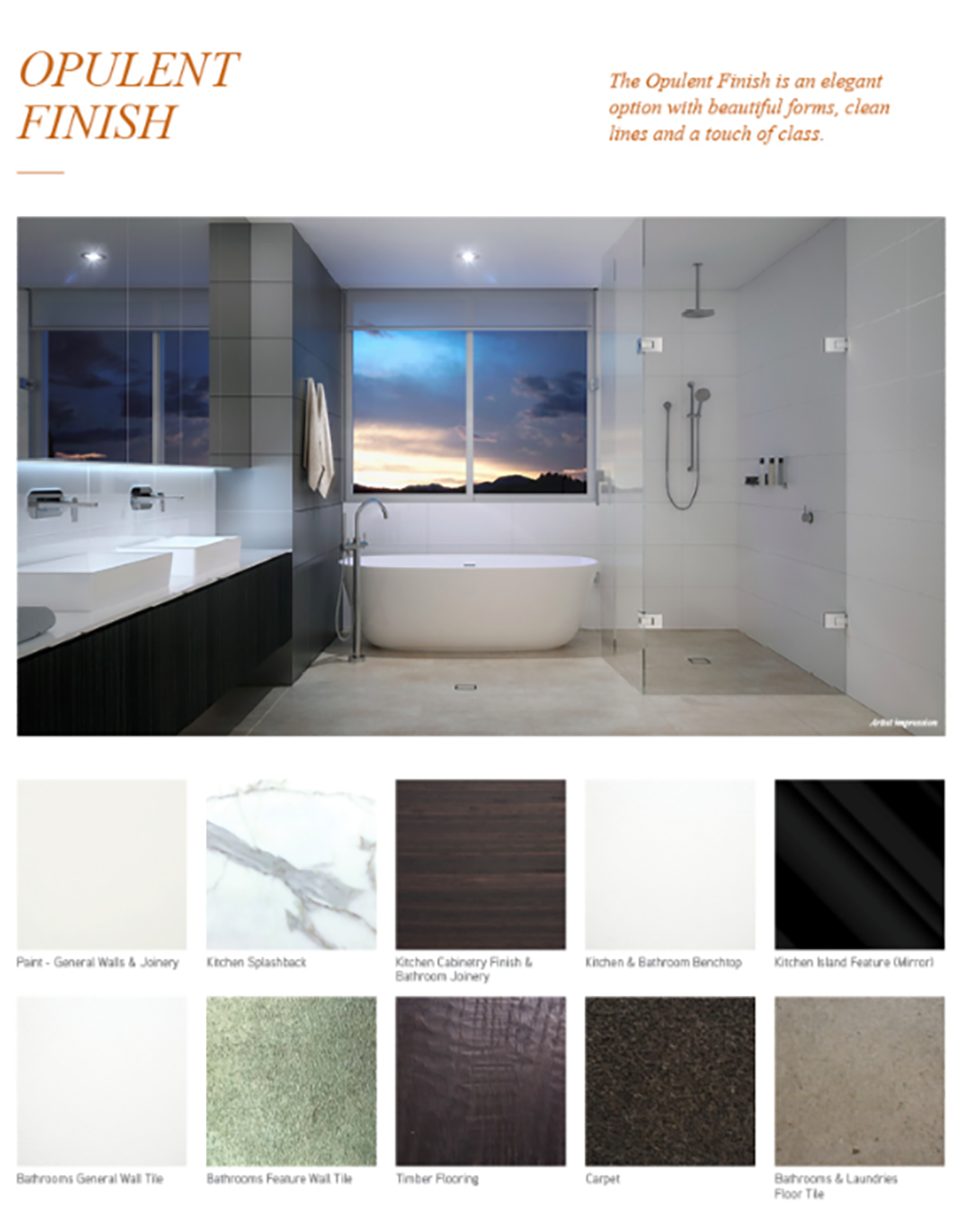 OPULENT
FINISH
The Opulent Finish is an elegant
option with beautiful forms, clean
lines and a touch of class.
Artist impression
Paint - General Walls & Joinery
Kitchen Splashback
Kitchen Cabinetry Finish &
Bathroom Joinery
Kitchen & Bathroom Benchtop
Kitchen Island Feature (Mirror)
Bathrooms General Wall Tile
Bathrooms Feature Wall Tile
Timber Flooring
Carpet
Bathrooms & Laundries
Floor Tile